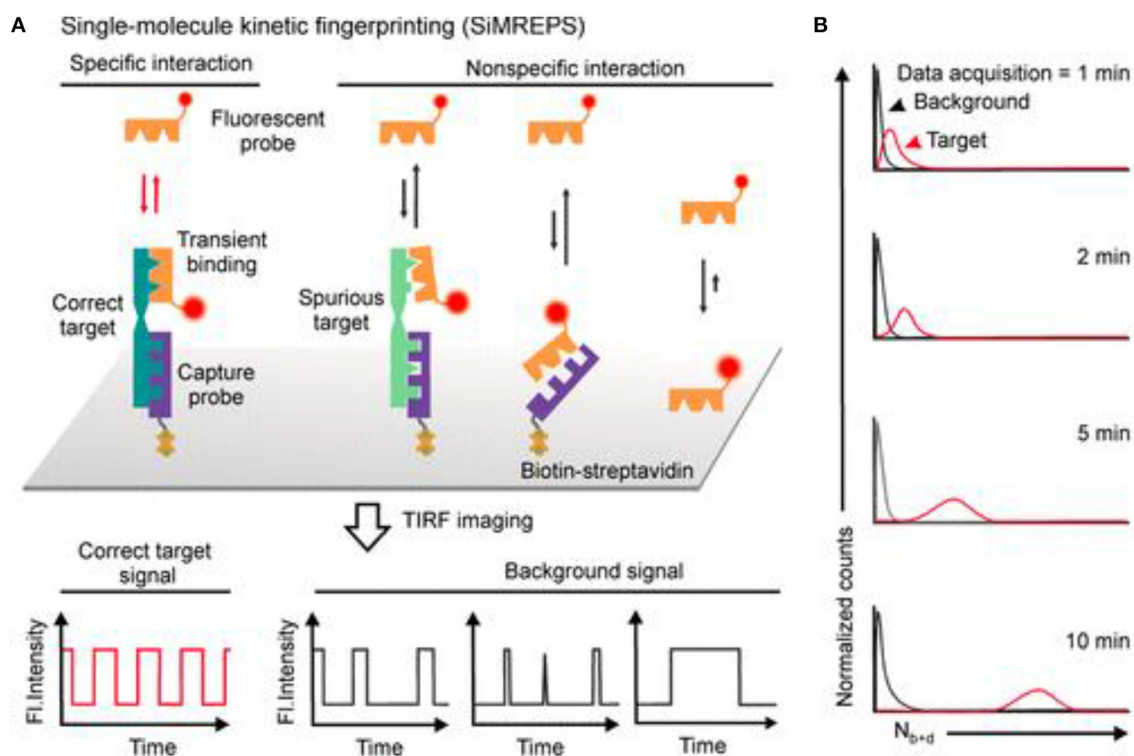 A
Single-molecule kinetic fingerprinting (SiMREPS)
Specific interaction
Nonspecific interaction
Fluorescent
probe
Transient
binding
Correct
target
Capture
probe
Spurious
target
Biotin-streptavidin
TIRF imaging
Correct target
signal
Background signal
Fl.Intensity
Time
Fl.Intensity
Time
Time
Time
B
Data acquisition = 1 min
Background
Target
2 min
5 min
10 min
Normalized counts
N_b+d